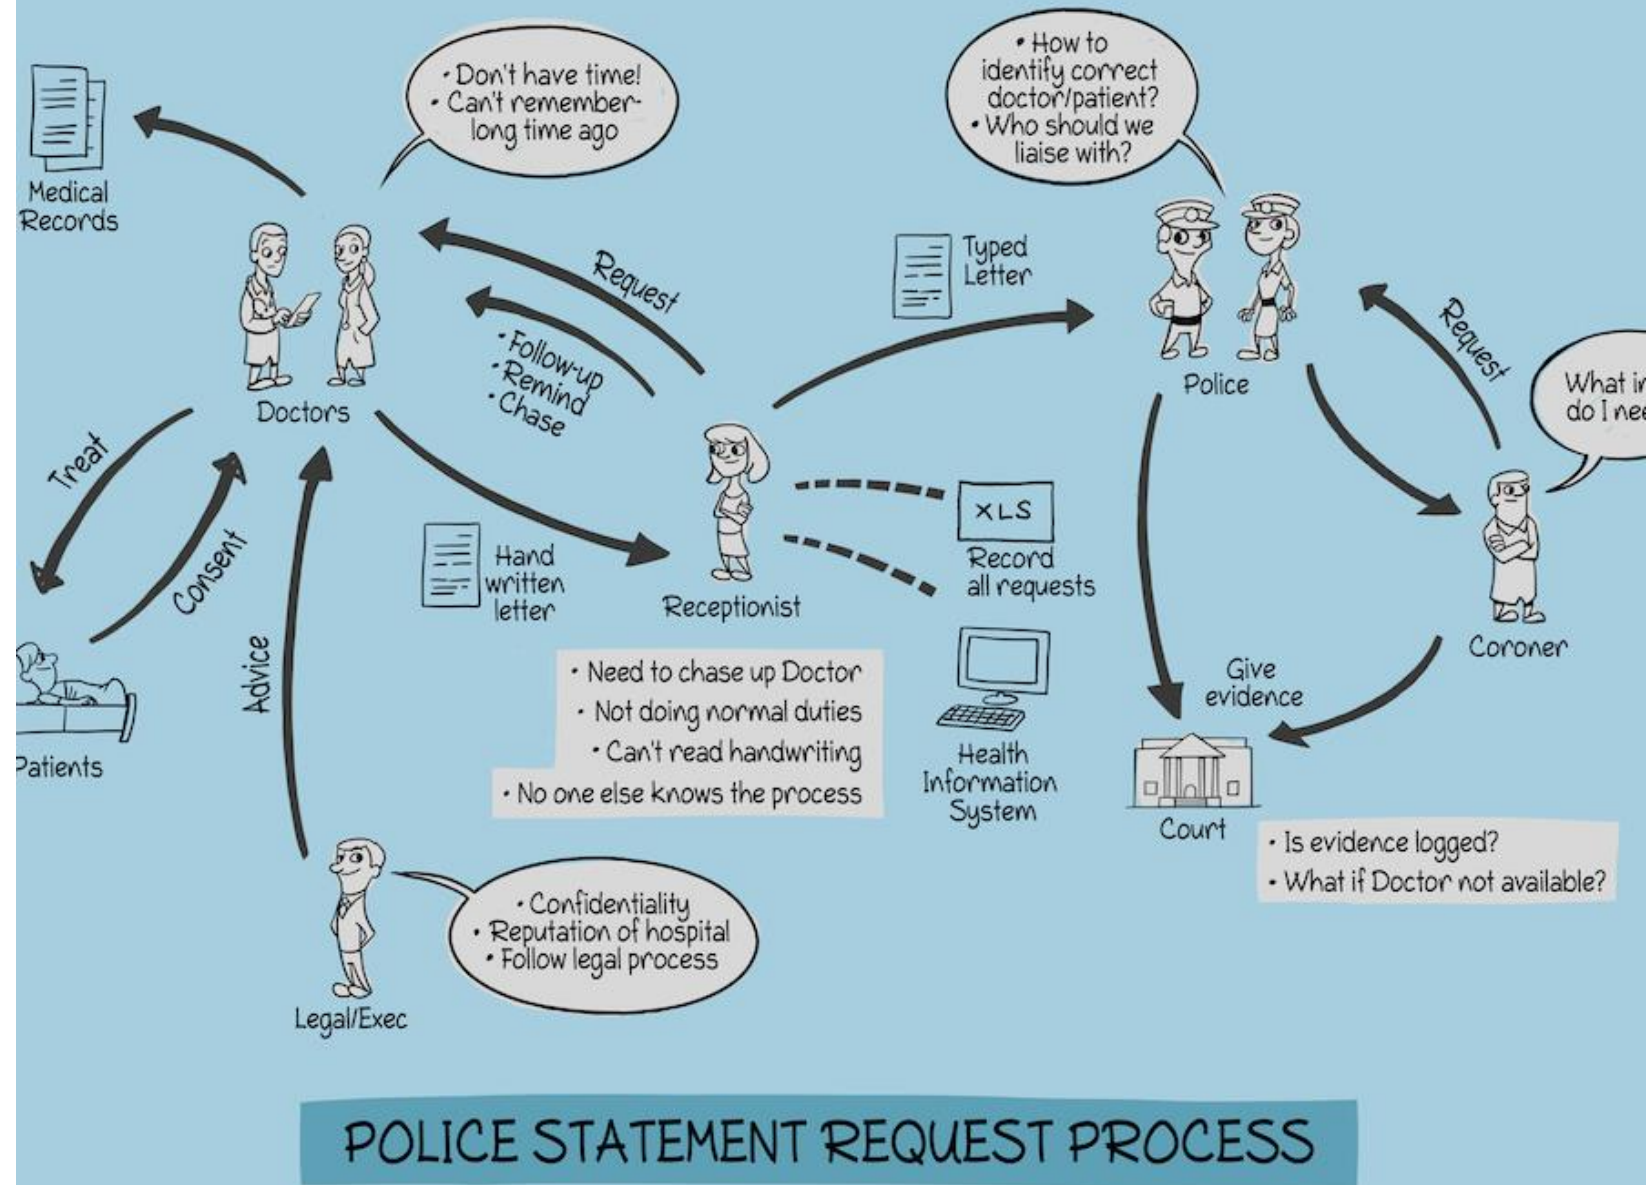 • Don't have time!
• Can't remember-
long time ago
• How to
identify correct
doctor/patient?
• Who should we
liaise with?
Medical
Records
Request
Typed
Letter
• Follow-up
• Remind
• Chase
Doctors
Police
Request
What
do I
Treat
Consent
Hand
written
letter
XLS
Record
all requests
Receptionist
Advice
Coroner
• Need to chase up Doctor
• Not doing normal duties
• Can't read handwriting
• No one else knows the process
Give
evidence
Patients
Health
Information
System
Court
• Is evidence logged?
• What if Doctor not available?
• Confidentiality
• Reputation of hospital
• Follow legal process
Legal/Exec
POLICE STATEMENT REQUEST PROCESS